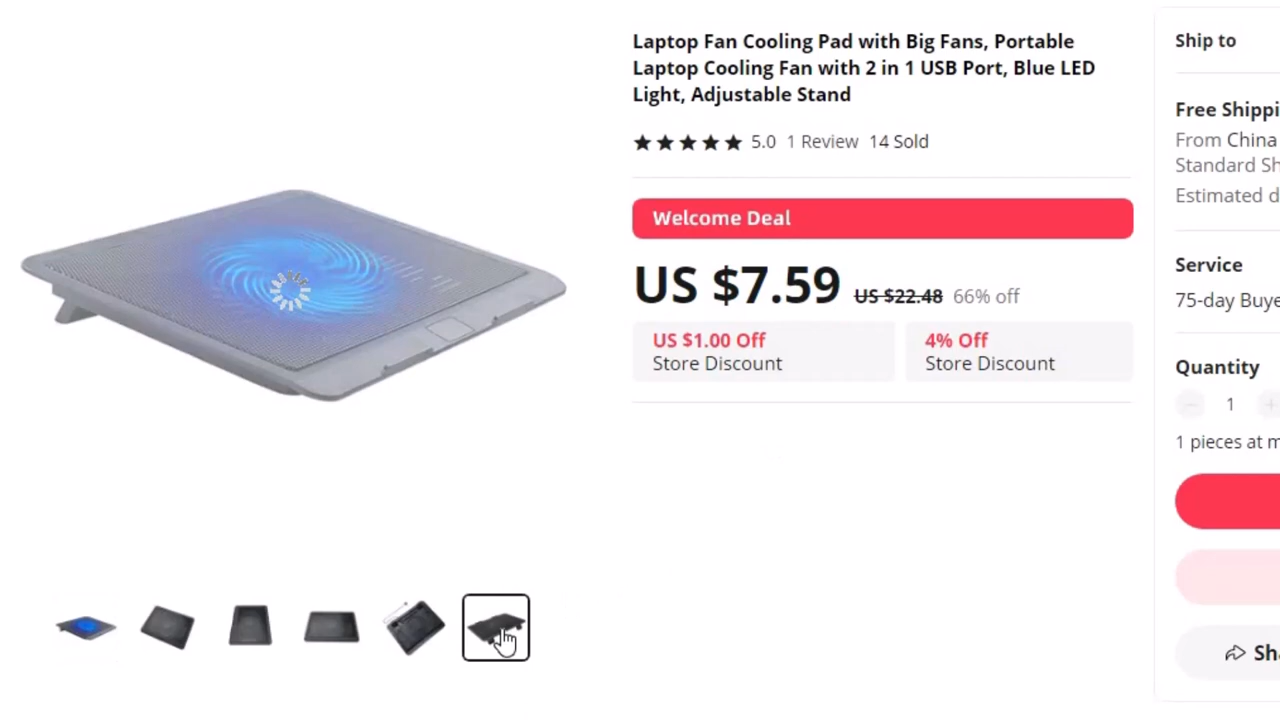 Laptop Fan Cooling Pad with Big Fans, Portable
Laptop Cooling Fan with 2 in 1 USB Port, Blue LED
Light, Adjustable Stand
5.0 1 Review 14 Sold
Welcome Deal
US $7.59 US $22.48 66% off
US $1.00 Off
Store Discount
4% Off
Store Discount
Ship to
Free Shippi
From China
Standard Sh
Estimated d
Service
75-day Buye
Quantity
1
1 pieces at m
Sha